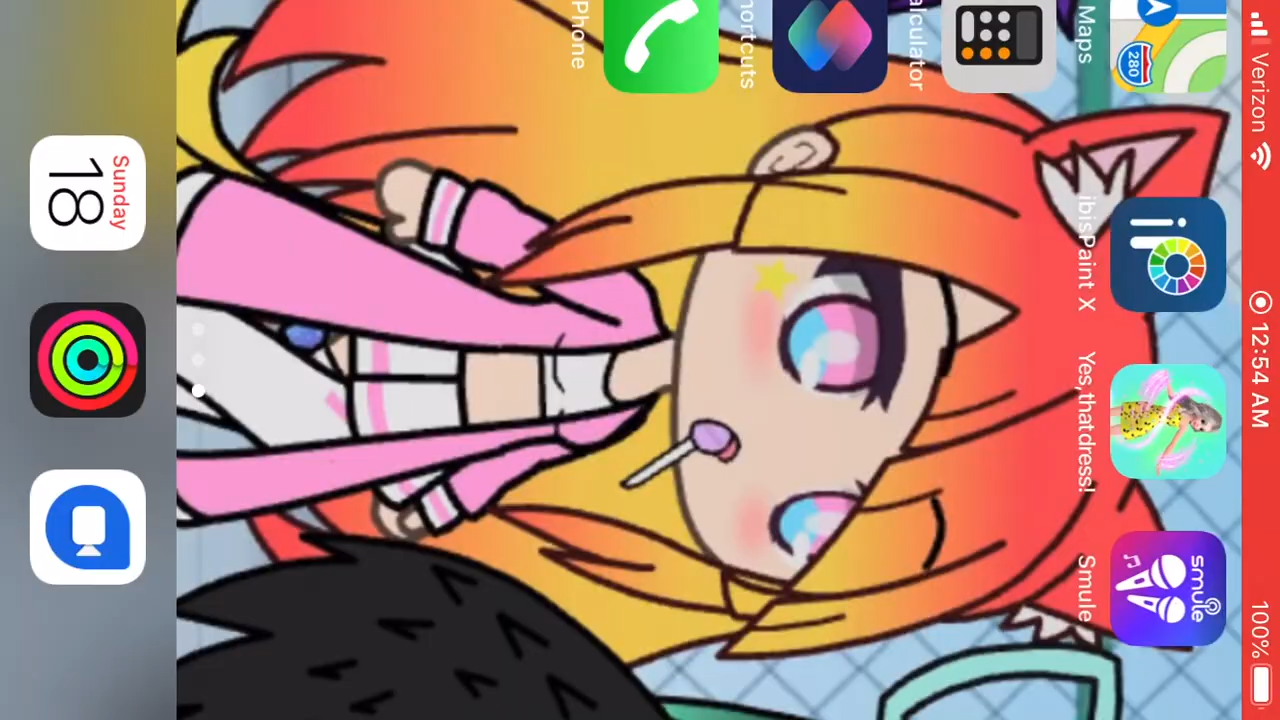 Verizon 12:54 AM 100%
280
Maps
ibisPaint X
Yes,thatdress!
smule
Smule
alculator
hortcuts
Phone
Sunday
18